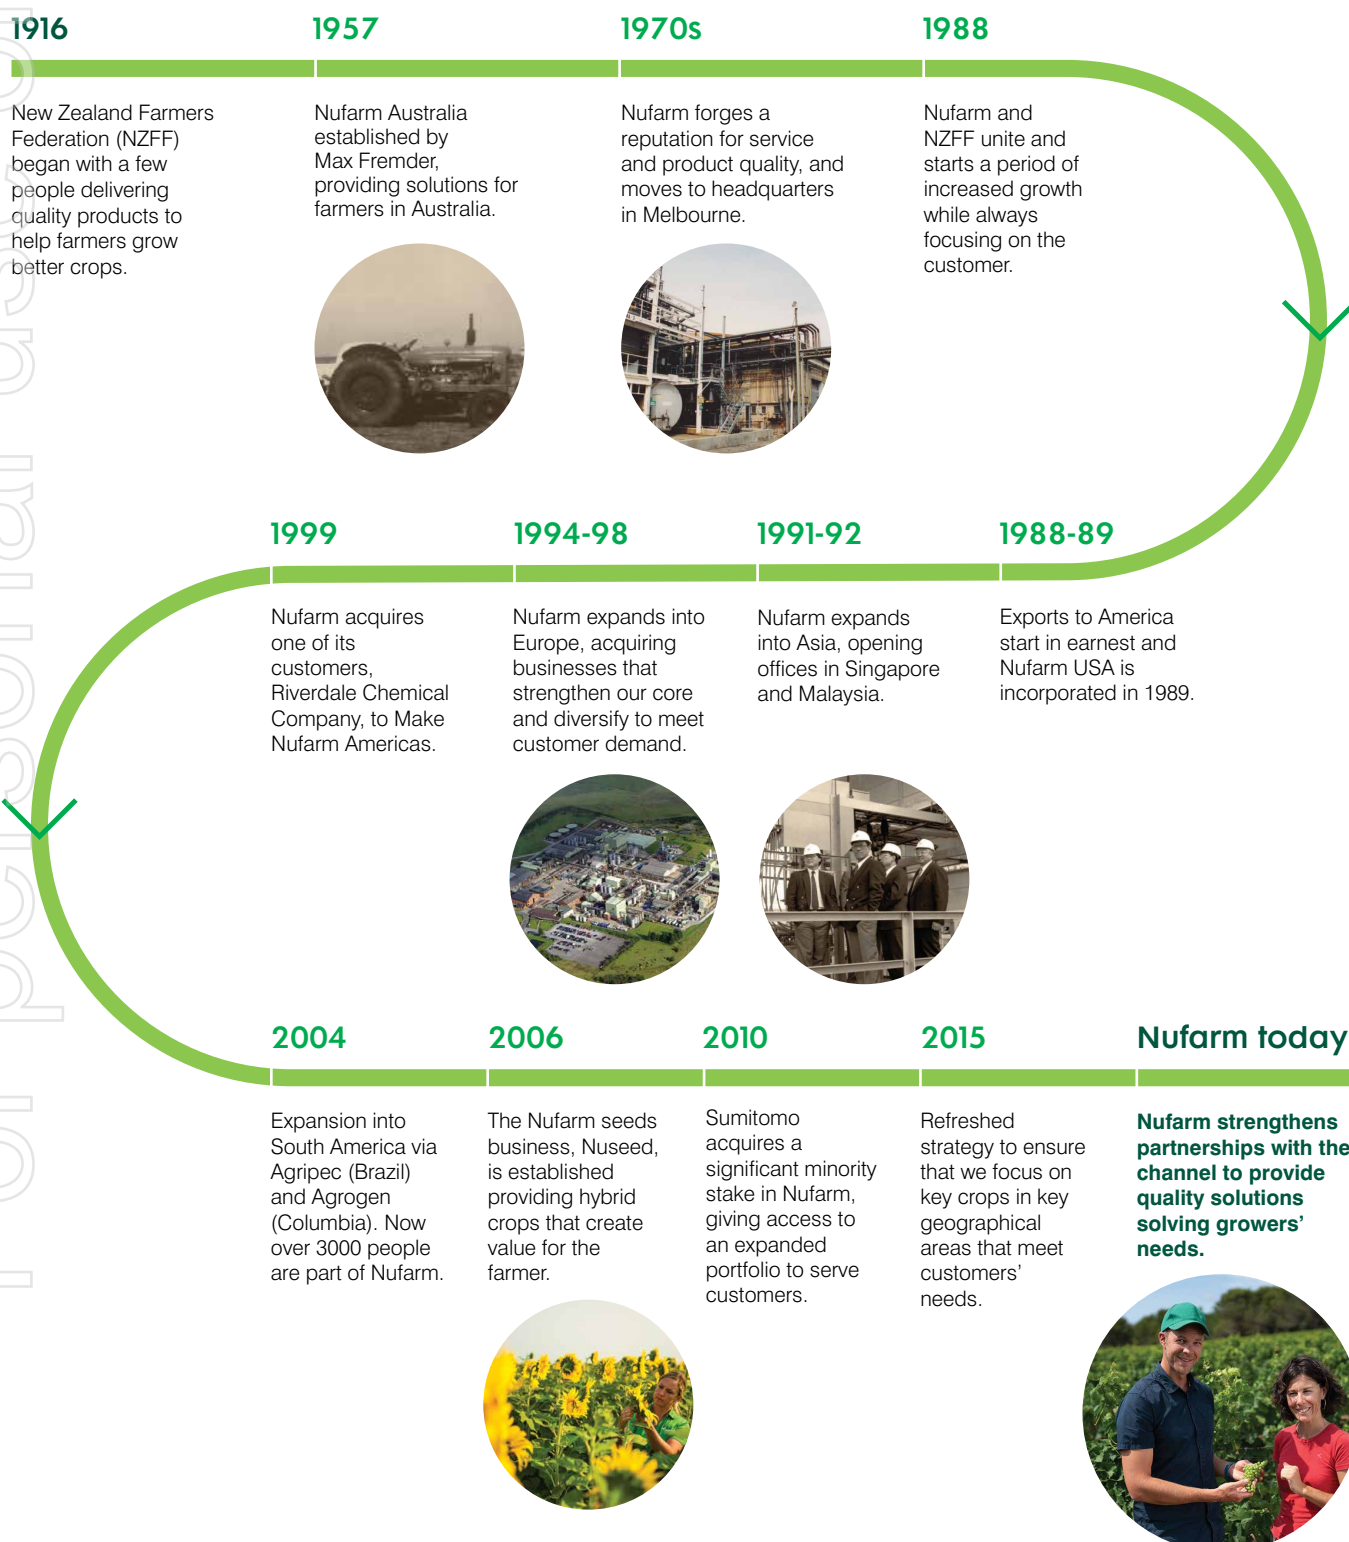 1916
New Zealand Farmers
Federation (NZFF)
began with a few
people delivering
quality products to
help farmers grow
better crops.
1957
Nufarm Australia
established by
Max Fremder,
providing solutions for
farmers in Australia.
1970s
Nufarm forges a
reputation for service
and product quality, and
moves to headquarters
in Melbourne.
1988
Nufarm and
NZFF unite and
starts a period of
increased growth
while always
focusing on the
customer.
1988-89
Exports to America
start in earnest and
Nufarm USA is
incorporated in 1989.
1991-92
Nufarm expands
into Asia, opening
offices in Singapore
and Malaysia.
1994-98
Nufarm expands into
Europe, acquiring
businesses that
strengthen our core
and diversify to meet
customer demand.
1999
Nufarm acquires
one of its
customers,
Riverdale Chemical
Company, to Make
Nufarm Americas.
2004
Expansion into
South America via
Agripec (Brazil)
and Agrogen
(Columbia). Now
over 3000 people
are part of Nufarm.
2006
The Nufarm seeds
business, Nuseed,
is established
providing hybrid
crops that create
value for the
farmer.
2010
Sumitomo
acquires a
significant minority
stake in Nufarm,
giving access to
an expanded
portfolio to serve
customers.
2015
Refreshed
strategy to ensure
that we focus on
key crops in key
geographical
areas that meet
customers'
needs.
Nufarm today
Nufarm strengthens
partnerships with the
channel to provide
quality solutions
solving growers'
needs.
For personal use